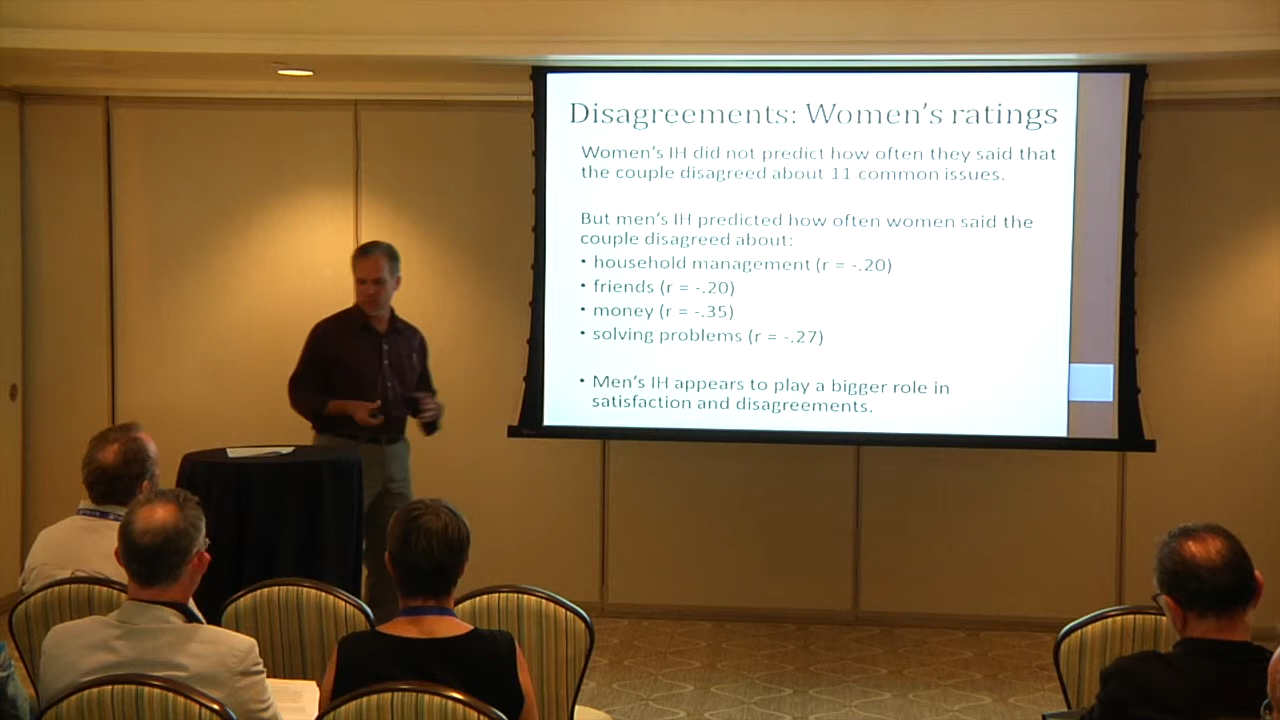 Disagreements: Women's ratings
Women's IH did not predict how often they said that
the couple disagreed about 11 common issues.
But men's IH predicted how often women said the
couple disagreed about:
• household management (r = -.20)
• friends (r = -.20)
• money (r = -.35)
• solving problems (r = -.27)
• Men's IH appears to play a bigger role in
satisfaction and disagreements.